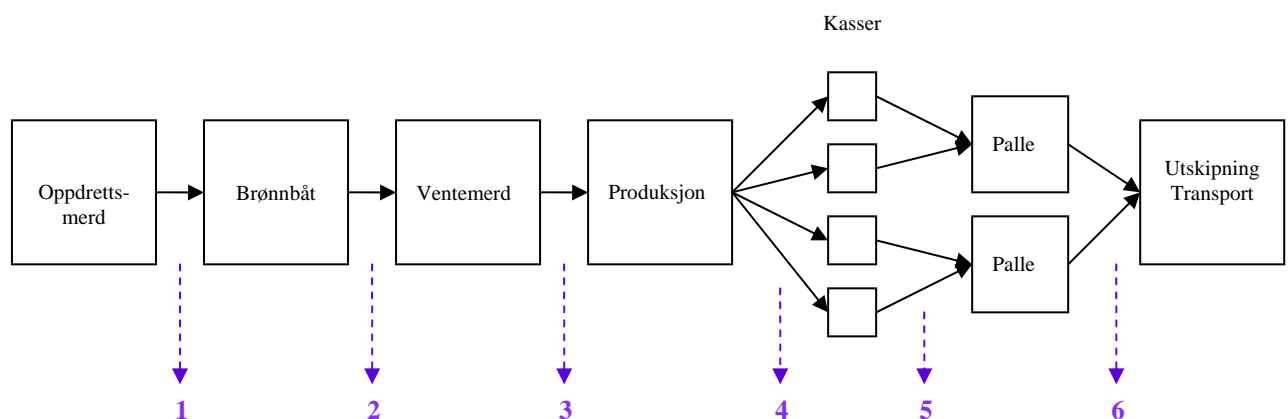 Kasser
Oppdretts-
merd
Brønnbåt
Ventemerd
Produksjon
Palle
Palle
Utskipning
Transport
1
2
3
4
5
6